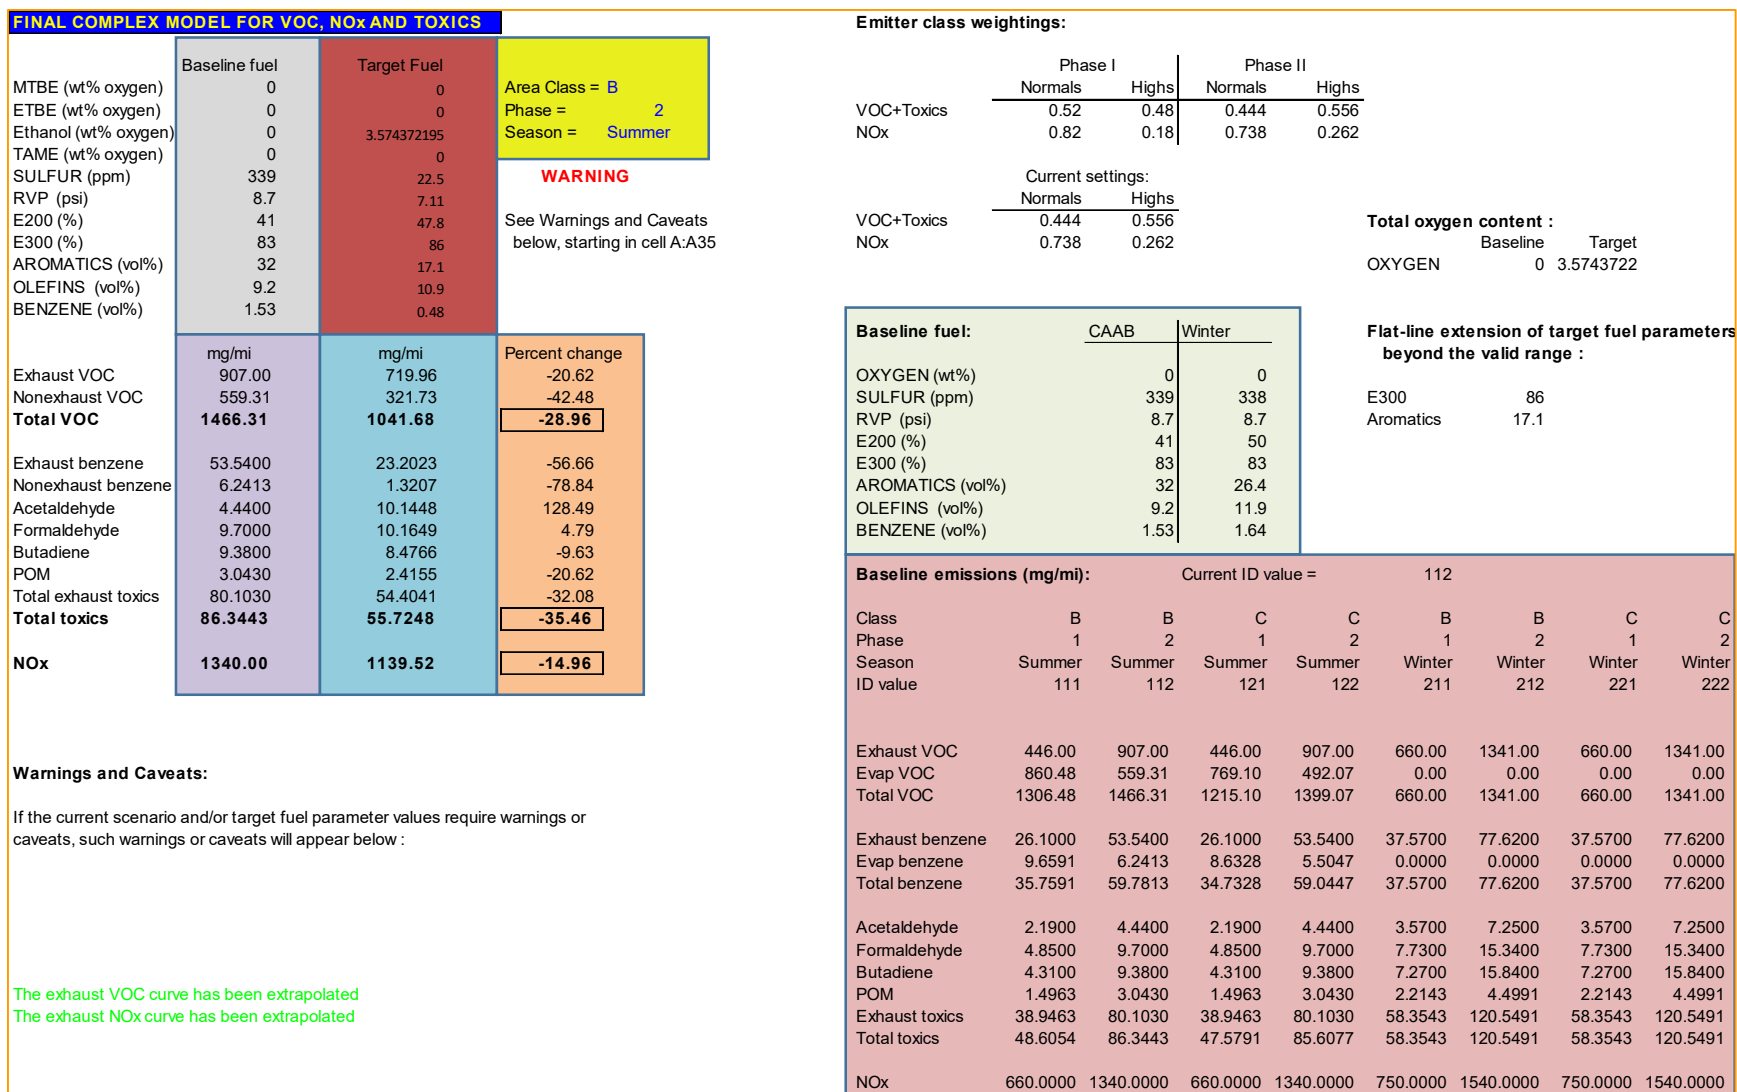 FINAL COMPLEX MODEL FOR VOC, NOx AND TOXICS
Baseline fuel Target Fuel
MTBE (wt% oxygen) 0 0 Area Class = B
ETBE (wt% oxygen) 0 0 Phase = 2
Ethanol (wt% oxygen) 0 3.574372195 Season = Summer
TAME (wt% oxygen) 0 0
SULFUR (ppm) 339 22.5 WARNING
RVP (psi) 8.7 7.11
E200 (%) 41 47.8 See Warnings and Caveats
E300 (%) 83 86 below, starting in cell A:A35
AROMATICS (vol%) 32 17.1
OLEFINS (vol%) 9.2 10.9
BENZENE (vol%) 1.53 0.48
mg/mi mg/mi Percent change
Exhaust VOC 907.00 719.96 -20.62
Nonexhaust VOC 559.31 321.73 -42.48
Total VOC 1466.31 1041.68 -28.96
Exhaust benzene 53.5400 23.2023 -56.66
Nonexhaust benzene 6.2413 1.3207 -78.84
Acetaldehyde 4.4400 10.1448 128.49
Formaldehyde 9.7000 10.1649 4.79
Butadiene 9.3800 8.4766 -9.63
POM 3.0430 2.4155 -20.62
Total exhaust toxics 80.1030 54.4041 -32.08
Total toxics 86.3443 55.7248 -35.46
NOx 1340.00 1139.52 -14.96
Warnings and Caveats:
If the current scenario and/or target fuel parameter values require warnings or
caveats, such warnings or caveats will appear below :
The exhaust VOC curve has been extrapolated
The exhaust NOx curve has been extrapolated
Emitter class weightings:
Phase I Phase II
Normals Highs Normals Highs
VOC+Toxics 0.52 0.48 0.444 0.556
NOx 0.82 0.18 0.738 0.262
Current settings:
Normals Highs
VOC+Toxics 0.444 0.556
NOx 0.738 0.262
Total oxygen content :
Baseline Target
OXYGEN 0 3.5743722
Baseline fuel: CAAB Winter
OXYGEN (wt%) 0 0
SULFUR (ppm) 339 338
RVP (psi) 8.7 8.7
E200 (%) 41 50
E300 (%) 83 83
AROMATICS (vol%) 32 26.4
OLEFINS (vol%) 9.2 11.9
BENZENE (vol%) 1.53 1.64
Flat-line extension of target fuel parameters
beyond the valid range :
E300 86
Aromatics 17.1
Baseline emissions (mg/mi): Current ID value = 112
Class B B C C B B C C
Phase 1 2 1 2 1 2 1 2
Season Summer Summer Summer Summer Winter Winter Winter Winter
ID value 111 112 121 122 211 212 221 222
Exhaust VOC 446.00 907.00 446.00 907.00 660.00 1341.00 660.00 1341.00
Evap VOC 860.48 559.31 769.10 492.07 0.00 0.00 0.00 0.00
Total VOC 1306.48 1466.31 1215.10 1399.07 660.00 1341.00 660.00 1341.00
Exhaust benzene 26.1000 53.5400 26.1000 53.5400 37.5700 77.6200 37.5700 77.6200
Evap benzene 9.6591 6.2413 8.6328 5.5047 0.0000 0.0000 0.0000 0.0000
Total benzene 35.7591 59.7813 34.7328 59.0447 37.5700 77.6200 37.5700 77.6200
Acetaldehyde 2.1900 4.4400 2.1900 4.4400 3.5700 7.2500 3.5700 7.2500
Formaldehyde 4.8500 9.7000 4.8500 9.7000 7.7300 15.3400 7.7300 15.3400
Butadiene 4.3100 9.3800 4.3100 9.3800 7.2700 15.8400 7.2700 15.8400
POM 1.4963 3.0430 1.4963 3.0430 2.2143 4.4991 2.2143 4.4991
Exhaust toxics 38.9463 80.1030 38.9463 80.1030 58.3543 120.5491 58.3543 120.5491
Total toxics 48.6054 86.3443 47.5791 85.6077 58.3543 120.5491 58.3543 120.5491
NOx 660.0000 1340.0000 660.0000 1340.0000 750.0000 1540.0000 750.0000 1540.0000